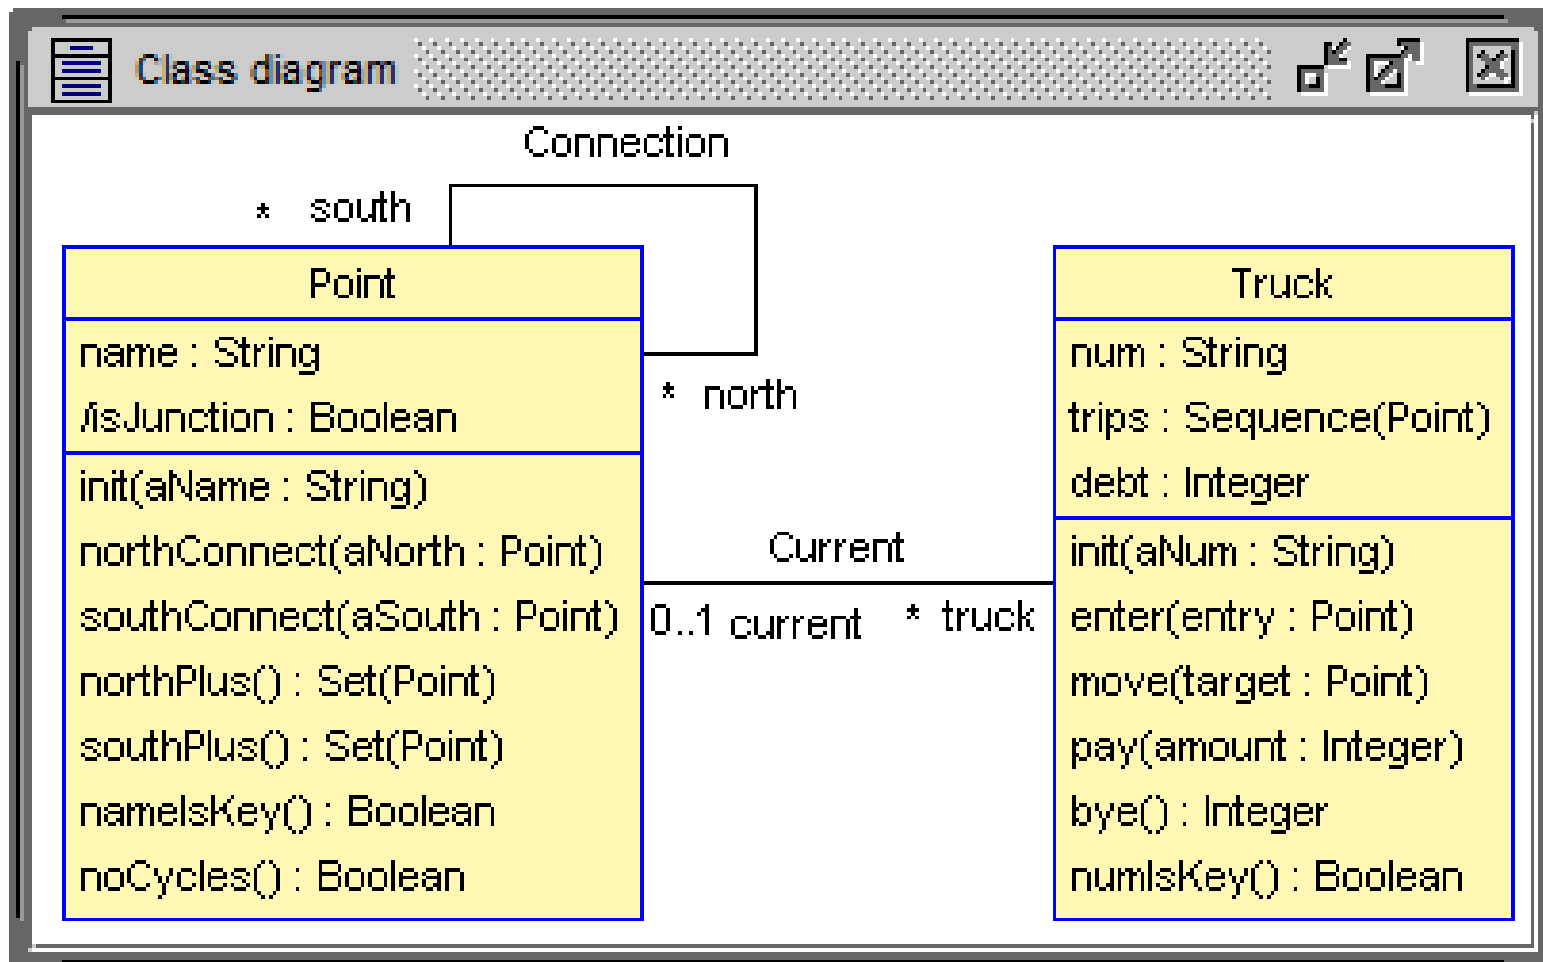 Class diagram
Connection
* south
Point
name : String
/isJunction : Boolean
* north
init(aName : String)
northConnect(aNorth : Point)
southConnect(aSouth : Point)
northPlus() : Set(Point)
southPlus() : Set(Point)
nameIsKey() : Boolean
noCycles() : Boolean
Current
0..1 current * truck
Truck
num : String
trips : Sequence(Point)
debt : Integer
init(aNum : String)
enter(entry : Point)
move(target : Point)
pay(amount : Integer)
bye() : Integer
numIsKey() : Boolean